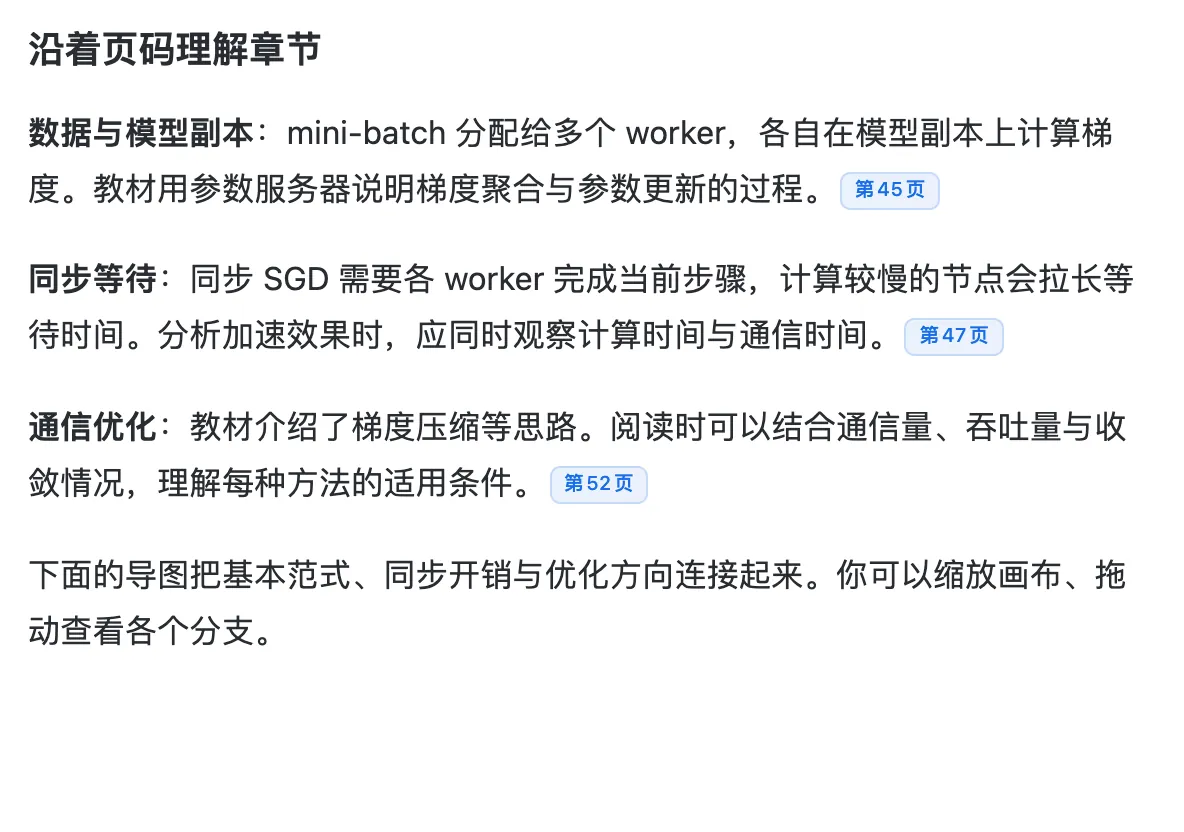 沿着页码理解章节
数据与模型副本：mini-batch 分配给多个 worker，各自在模型副本上计算梯
度。教材用参数服务器说明梯度聚合与参数更新的过程。 第45页
同步等待：同步 SGD 需要各 worker 完成当前步骤，计算较慢的节点会拉长等
待时间。分析加速效果时，应同时观察计算时间与通信时间。 第47页
通信优化：教材介绍了梯度压缩等思路。阅读时可以结合通信量、吞吐量与收
敛情况，理解每种方法的适用条件。 第52页
下面的导图把基本范式、同步开销与优化方向连接起来。你可以缩放画布、拖
动查看各个分支。